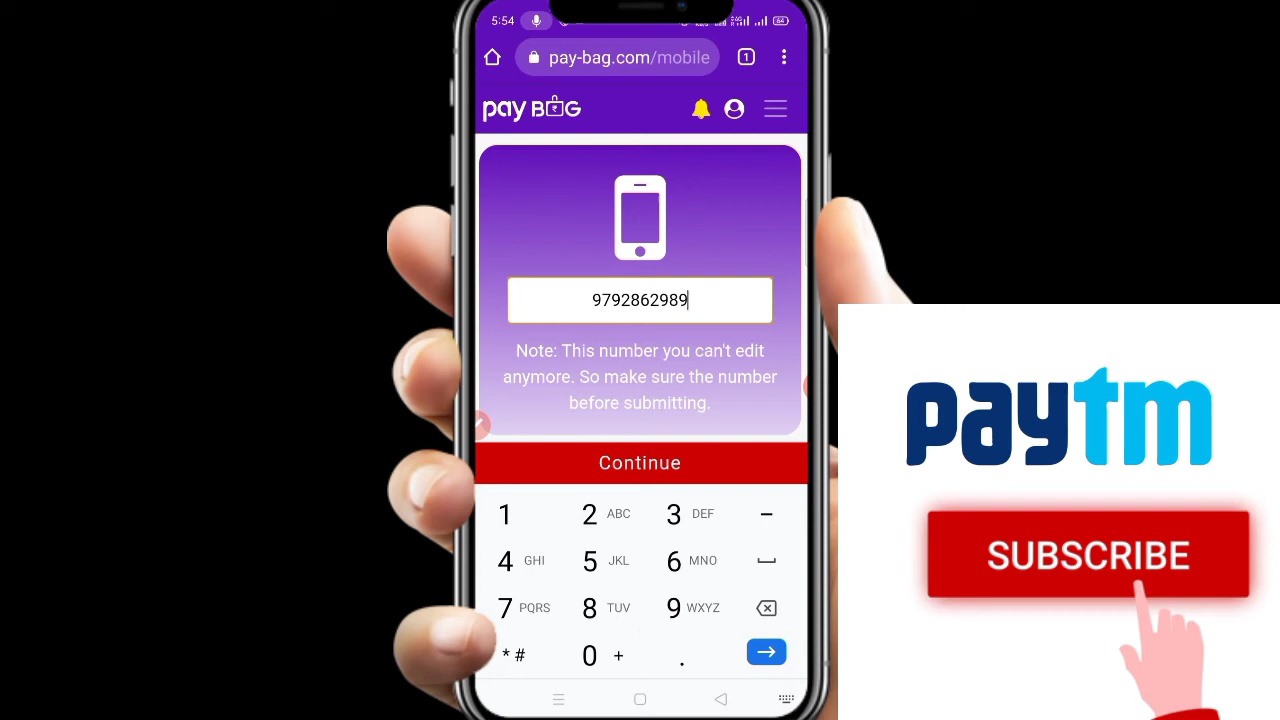 5:54
64
pay-bag.com/mobile
1
pay BAG
9792862989
Note: This number you can't edit
anymore. So make sure the number
before submitting.
Continue
1 2 ABC 3 DEF –
4 GHI 5 JKL 6 MNO
7 PQRS 8 TUV 9 WXYZ
* # 0 + .
paytm
SUBSCRIBE